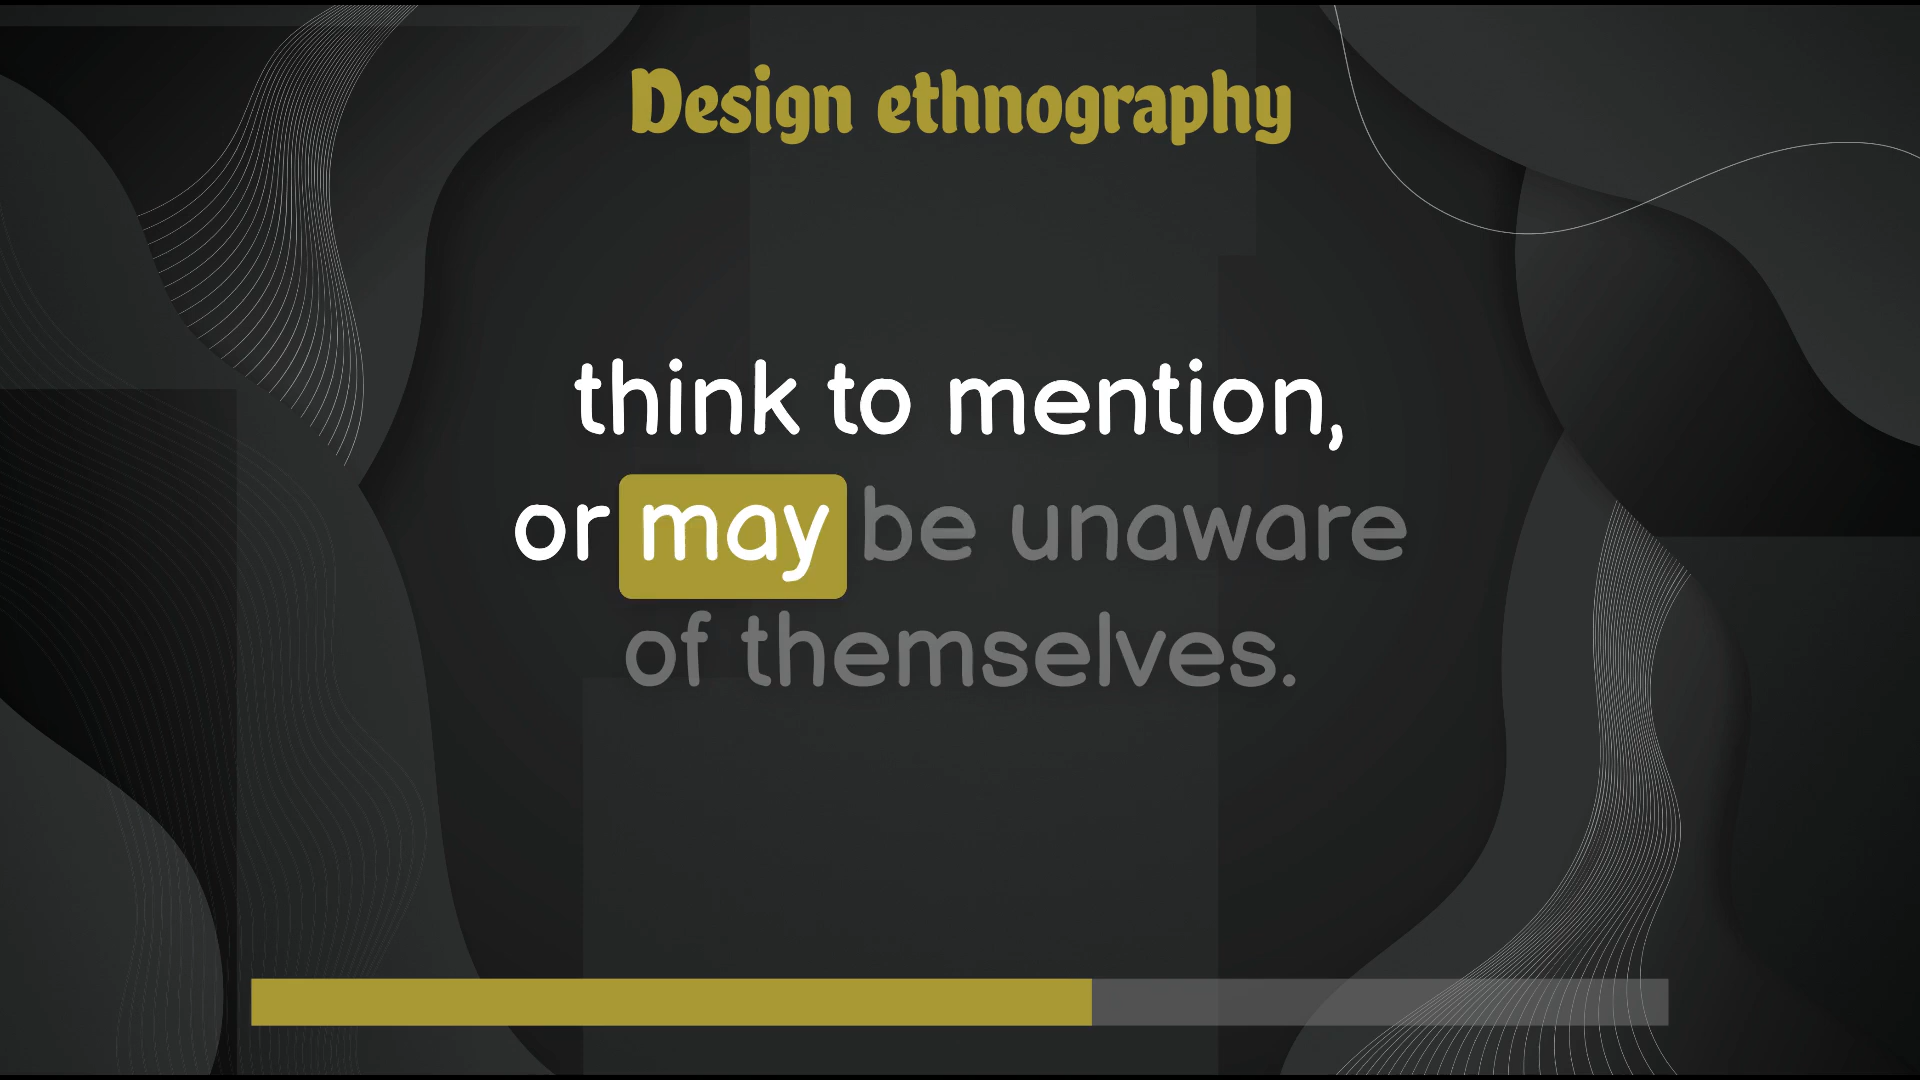 Design ethnography
think to mention,
or may be unaware
of themselves.